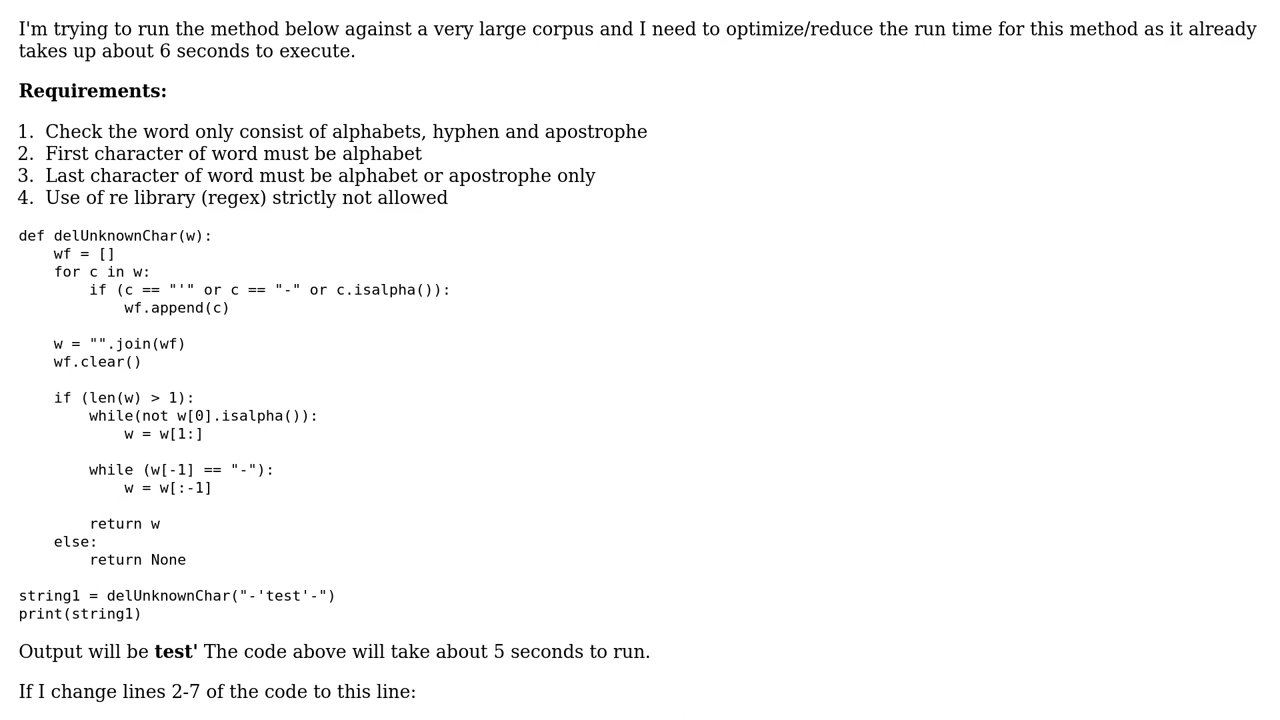 I'm trying to run the method below against a very large corpus and I need to optimize/reduce the run time for this method as it already
takes up about 6 seconds to execute.
Requirements:
1. Check the word only consist of alphabets, hyphen and apostrophe
2. First character of word must be alphabet
3. Last character of word must be alphabet or apostrophe only
4. Use of re library (regex) strictly not allowed
def delUnknownChar(w):
    wf = []
    for c in w:
        if (c == "'" or c == "-" or c.isalpha()):
            wf.append(c)
    w = "".join(wf)
    wf.clear()
    if (len(w) > 1):
        while(not w[0].isalpha()):
            w = w[1:]
        while (w[-1] == "-"):
            w = w[:-1]
        return w
    else:
        return None
string1 = delUnknownChar("-'test'-")
print(string1)
Output will be test' The code above will take about 5 seconds to run.
If I change lines 2-7 of the code to this line: